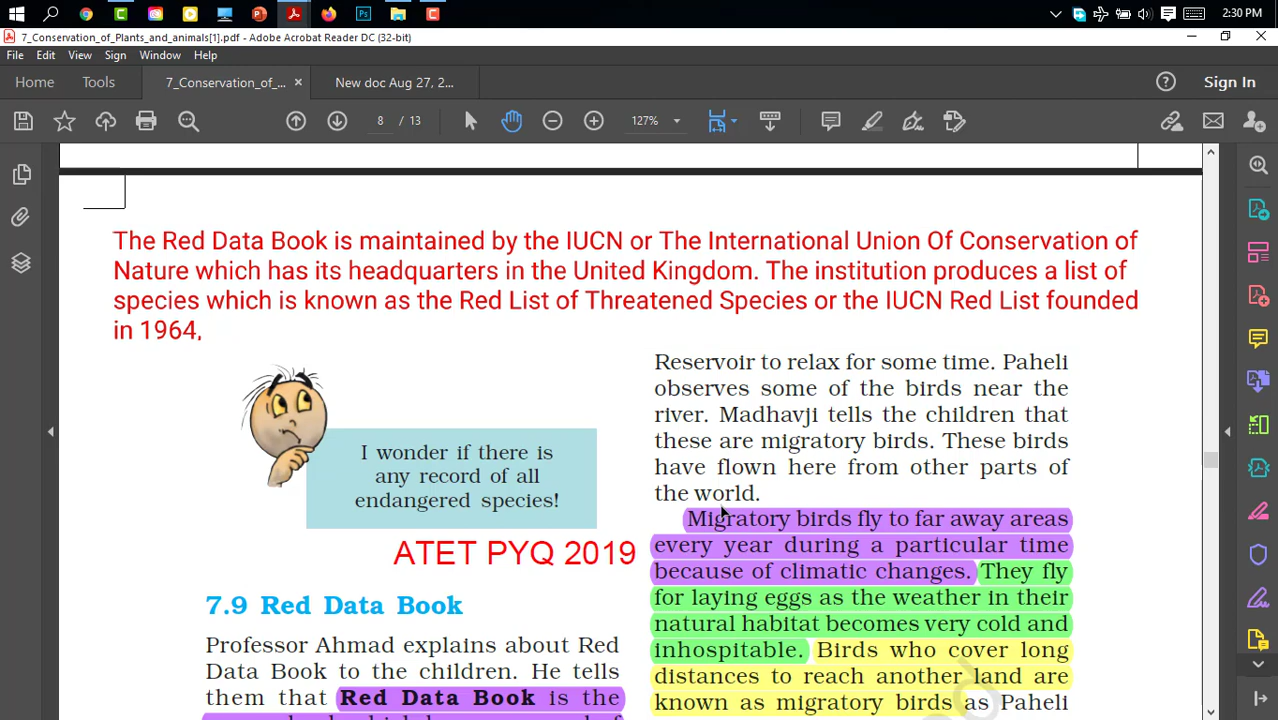 2:30 PM
7_Conservation_of_Plants_and_animals[1].pdf - Adobe Acrobat Reader DC (32-bit)
File Edit View Sign Window Help
Home Tools 7_Conservation_of_... × New doc Aug 27, 2... Sign In
8 / 13 127%
The Red Data Book is maintained by the IUCN or The International Union Of Conservation of
Nature which has its headquarters in the United Kingdom. The institution produces a list of
species which is known as the Red List of Threatened Species or the IUCN Red List founded
in 1964,
I wonder if there is
any record of all
endangered species!
ATET PYQ 2019
7.9 Red Data Book
Professor Ahmad explains about Red
Data Book to the children. He tells
them that Red Data Book is the
Reservoir to relax for some time. Paheli
observes some of the birds near the
river. Madhavji tells the children that
these are migratory birds. These birds
have flown here from other parts of
the world.
Migratory birds fly to far away areas
every year during a particular time
because of climatic changes. They fly
for laying eggs as the weather in their
natural habitat becomes very cold and
inhospitable. Birds who cover long
distances to reach another land are
known as migratory birds as Paheli